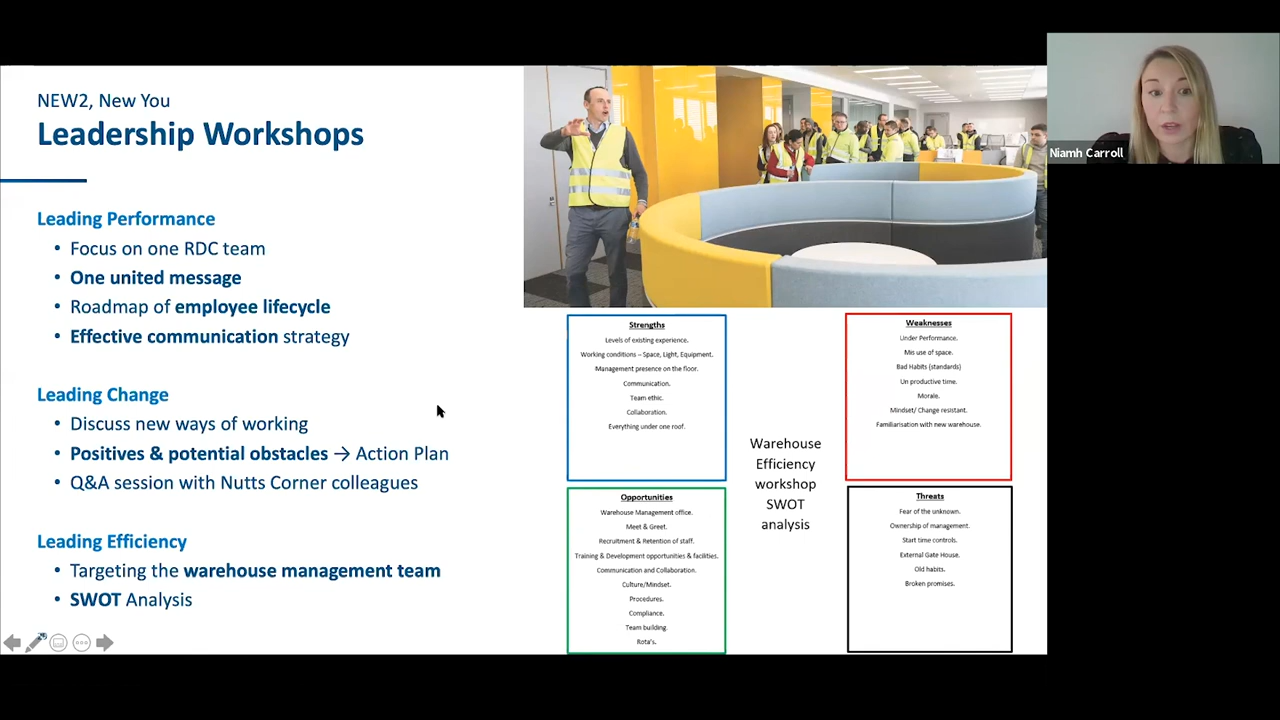 NEW2, New You
Leadership Workshops
Leading Performance
• Focus on one RDC team
• One united message
• Roadmap of employee lifecycle
• Effective communication strategy
Leading Change
• Discuss new ways of working
• Positives & potential obstacles → Action Plan
• Q&A session with Nutts Corner colleagues
Leading Efficiency
• Targeting the warehouse management team
• SWOT Analysis
Niamh Carroll
Strengths
Levels of existing experience.
Working conditions – Space, Light, Equipment.
Management presence on the floor.
Communication.
Team ethic.
Collaboration.
Everything under one roof.
Weaknesses
Under Performance.
Mis use of space.
Bad Habits (standards)
Un productive time.
Morale.
Mindset/ Change resistant.
Familiarisation with new warehouse.
Warehouse
Efficiency
workshop
SWOT
analysis
Opportunities
Warehouse Management office.
Meet & Greet.
Recruitment & Retention of staff.
Training & Development opportunities & facilities.
Communication and Collaboration.
Culture/Mindset.
Procedures.
Compliance.
Team building.
Rota's.
Threats
Fear of the unknown.
Ownership of management.
Start time controls.
External Gate House.
Old habits.
Broken promises.